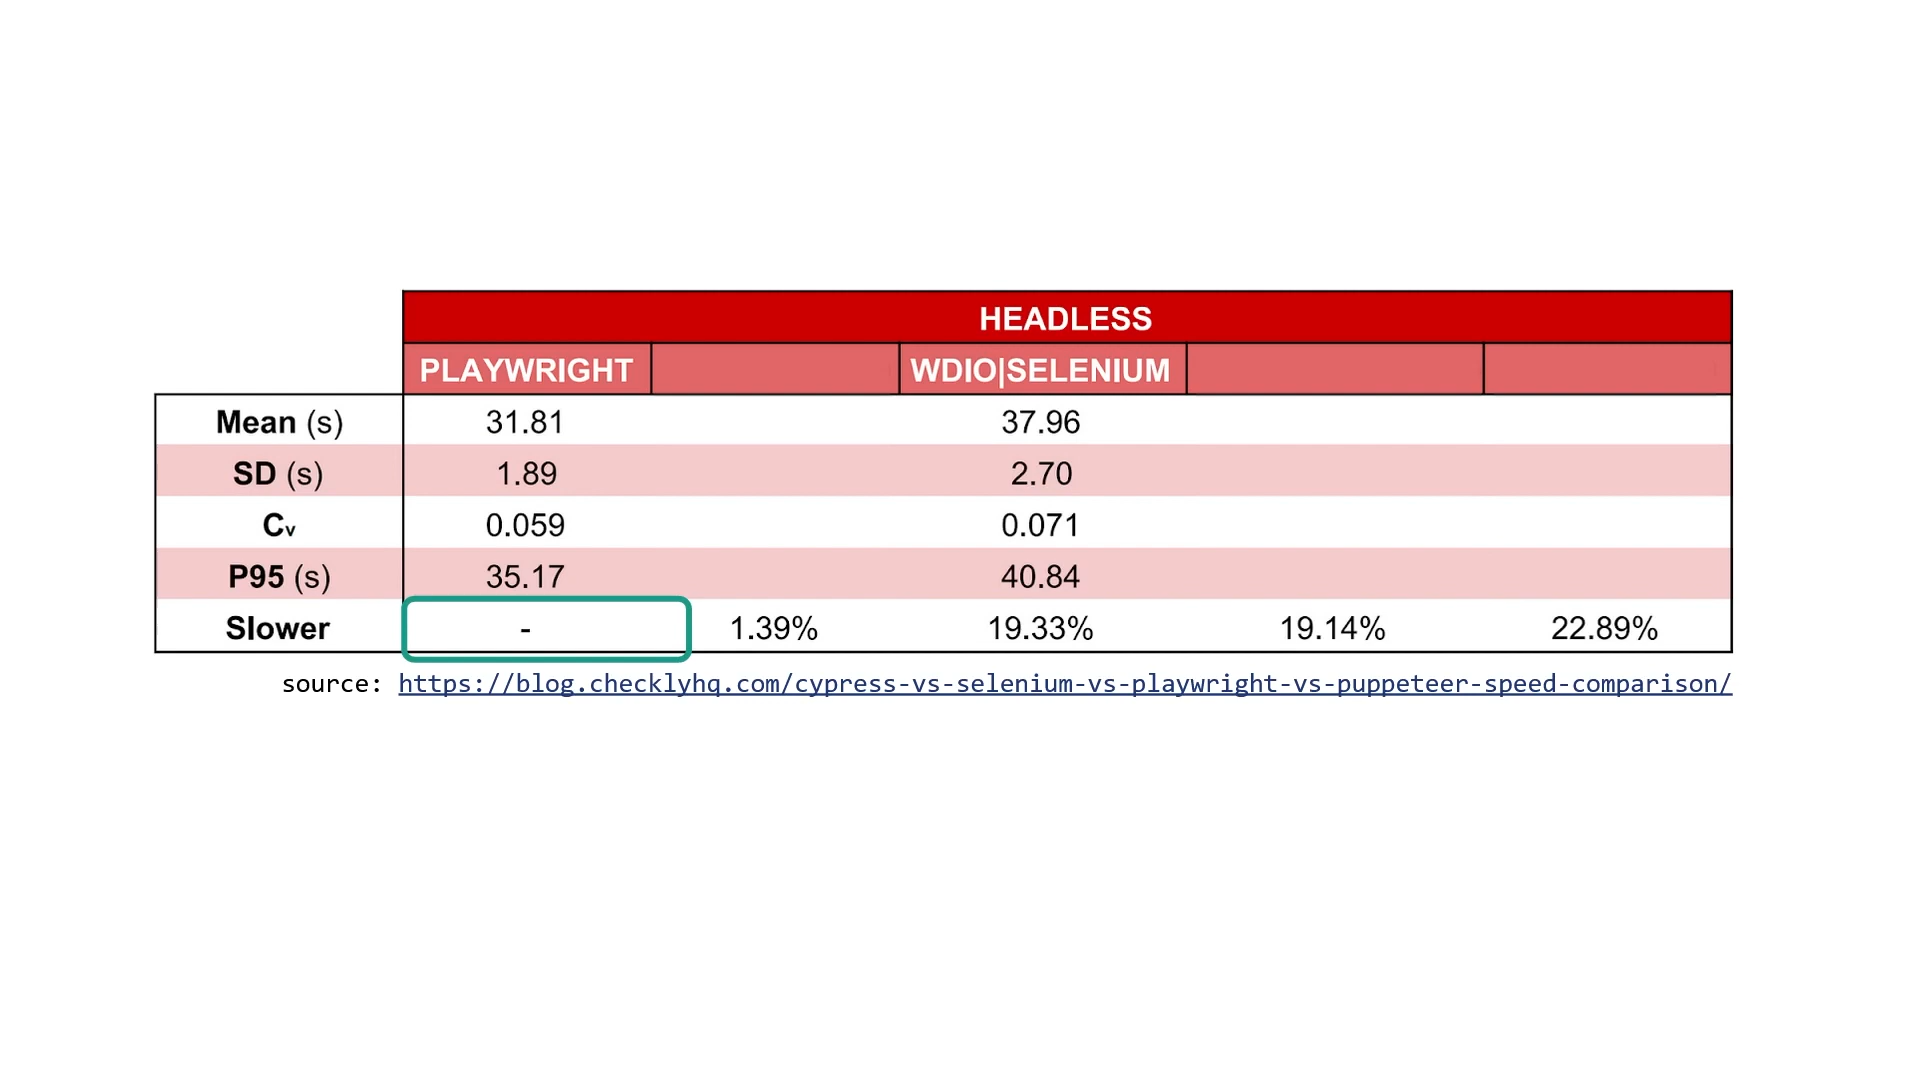 HEADLESS
PLAYWRIGHT WDIO|SELENIUM
Mean (s) 31.81 37.96
SD (s) 1.89 2.70
Cv 0.059 0.071
P95 (s) 35.17 40.84
Slower - 1.39% 19.33% 19.14% 22.89%
source: https://blog.checklyhq.com/cypress-vs-selenium-vs-playwright-vs-puppeteer-speed-comparison/